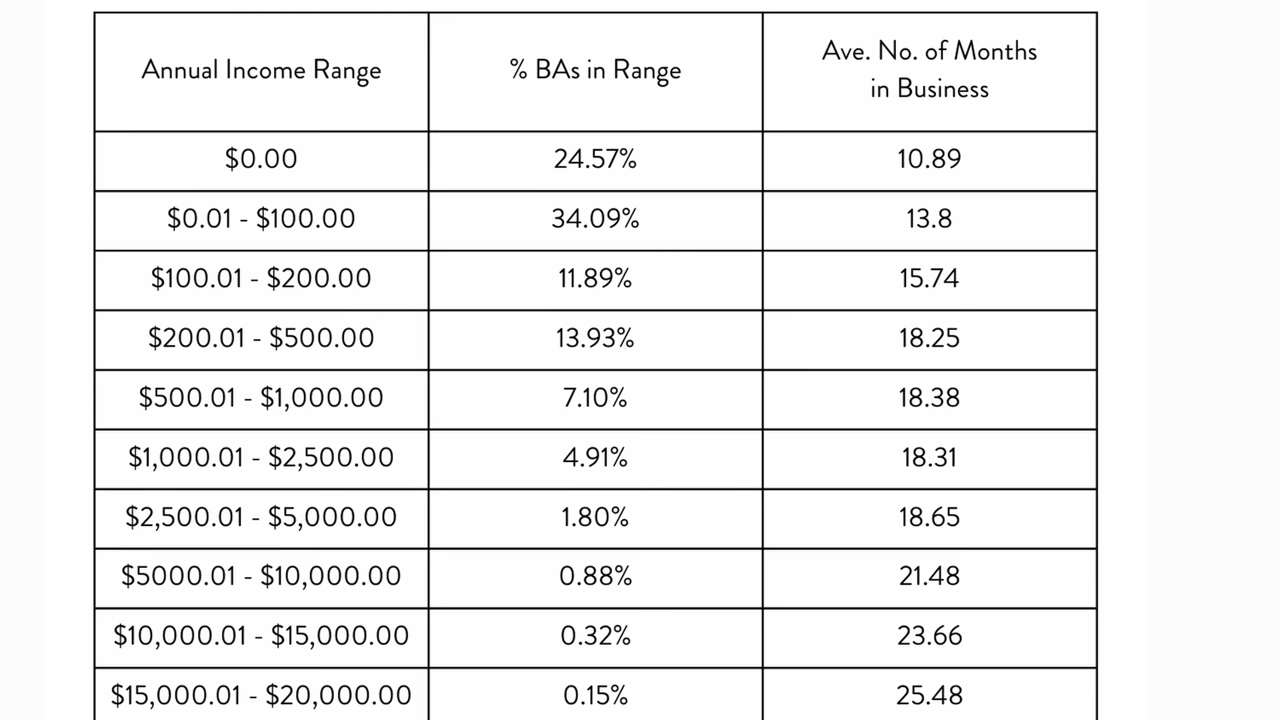 Annual Income Range % BAs in Range Ave. No. of Months
in Business
$0.00 24.57% 10.89
$0.01 - $100.00 34.09% 13.8
$100.01 - $200.00 11.89% 15.74
$200.01 - $500.00 13.93% 18.25
$500.01 - $1,000.00 7.10% 18.38
$1,000.01 - $2,500.00 4.91% 18.31
$2,500.01 - $5,000.00 1.80% 18.65
$5000.01 - $10,000.00 0.88% 21.48
$10,000.01 - $15,000.00 0.32% 23.66
$15,000.01 - $20,000.00 0.15% 25.48